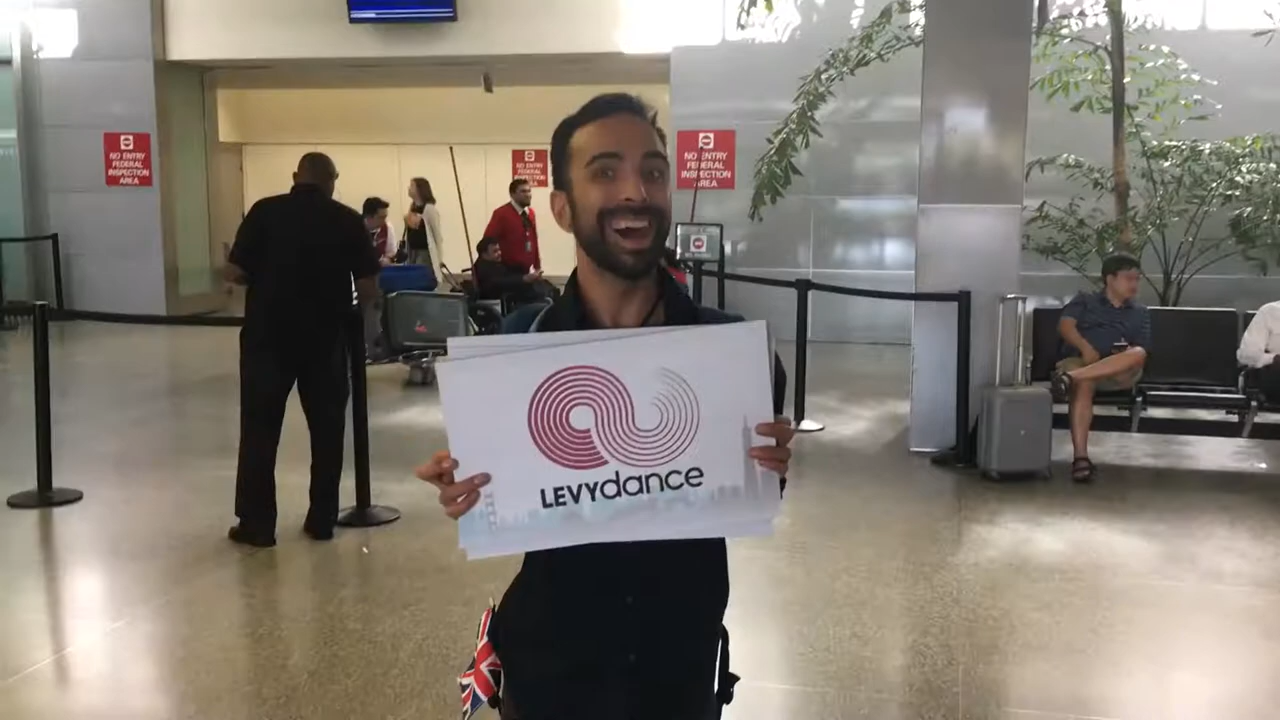 NO ENTRY
FEDERAL
INSPECTION
AREA
NO ENTRY
FEDERAL
INSPECTION
AREA
NO ENTRY
FEDERAL
INSPECTION
AREA
LEVYdance